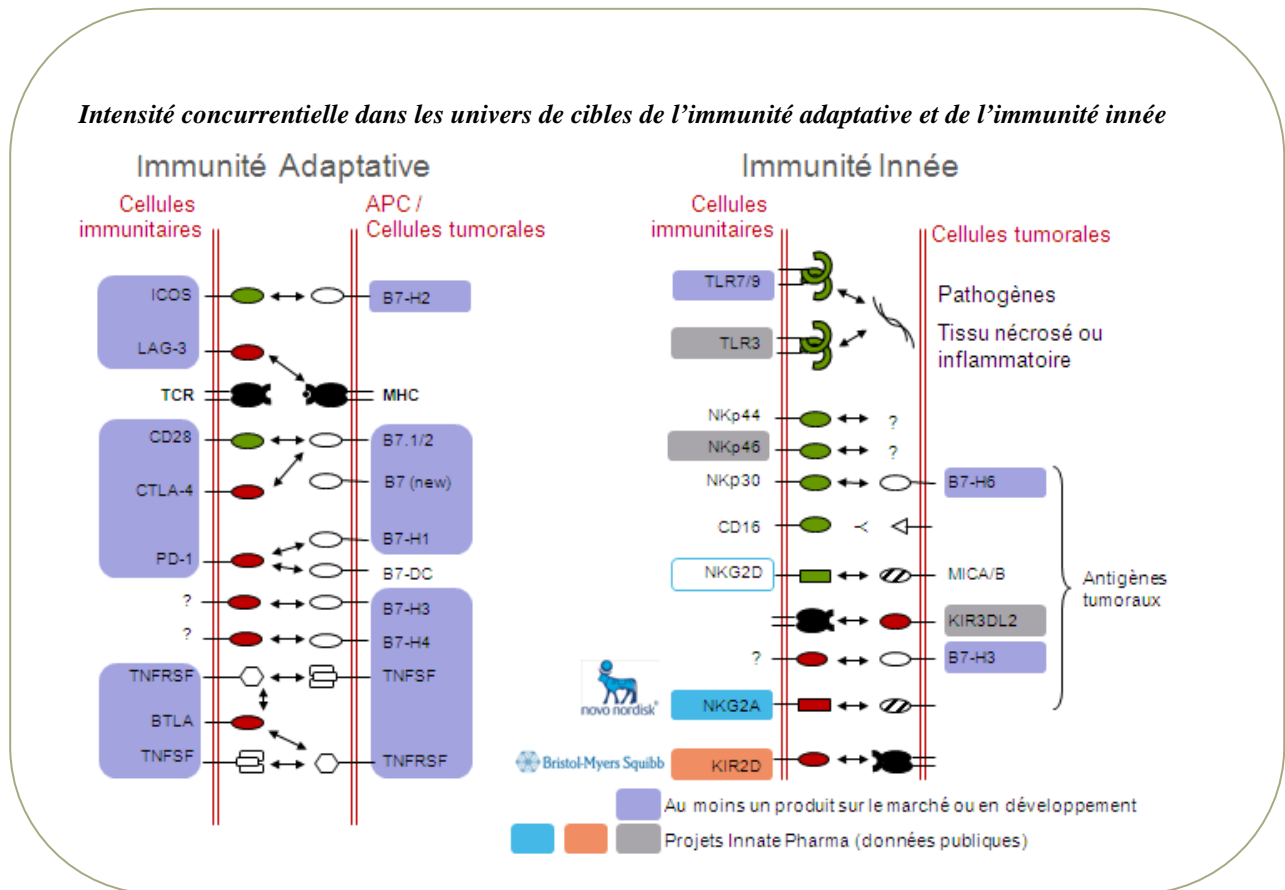 Intensité concurrentielle dans les univers de cibles de l'immunité adaptative et de l'immunité innée
Immunité Adaptative
Cellules
immunitaires
APC /
Cellules tumorales
ICOS
B7-H2
LAG-3
TCR
MHC
CD28
B7.1/2
B7 (new)
CTLA-4
B7-H1
PD-1
B7-DC
?
B7-H3
?
B7-H4
TNFRSF
TNFSF
BTLA
TNFSF
TNFRSF
Immunité Innée
Cellules
immunitaires
Cellules tumorales
TLR7/9
Pathogènes
TLR3
Tissu nécrosé ou
inflammatoire
NKp44
?
NKp46
?
NKp30
B7-H6
CD16
NKG2D
MICA/B
Antigènes
tumoraux
KIR3DL2
?
B7-H3
novo nordisk®
NKG2A
Bristol-Myers Squibb
KIR2D
Au moins un produit sur le marché ou en développement
Projets Innate Pharma (données publiques)